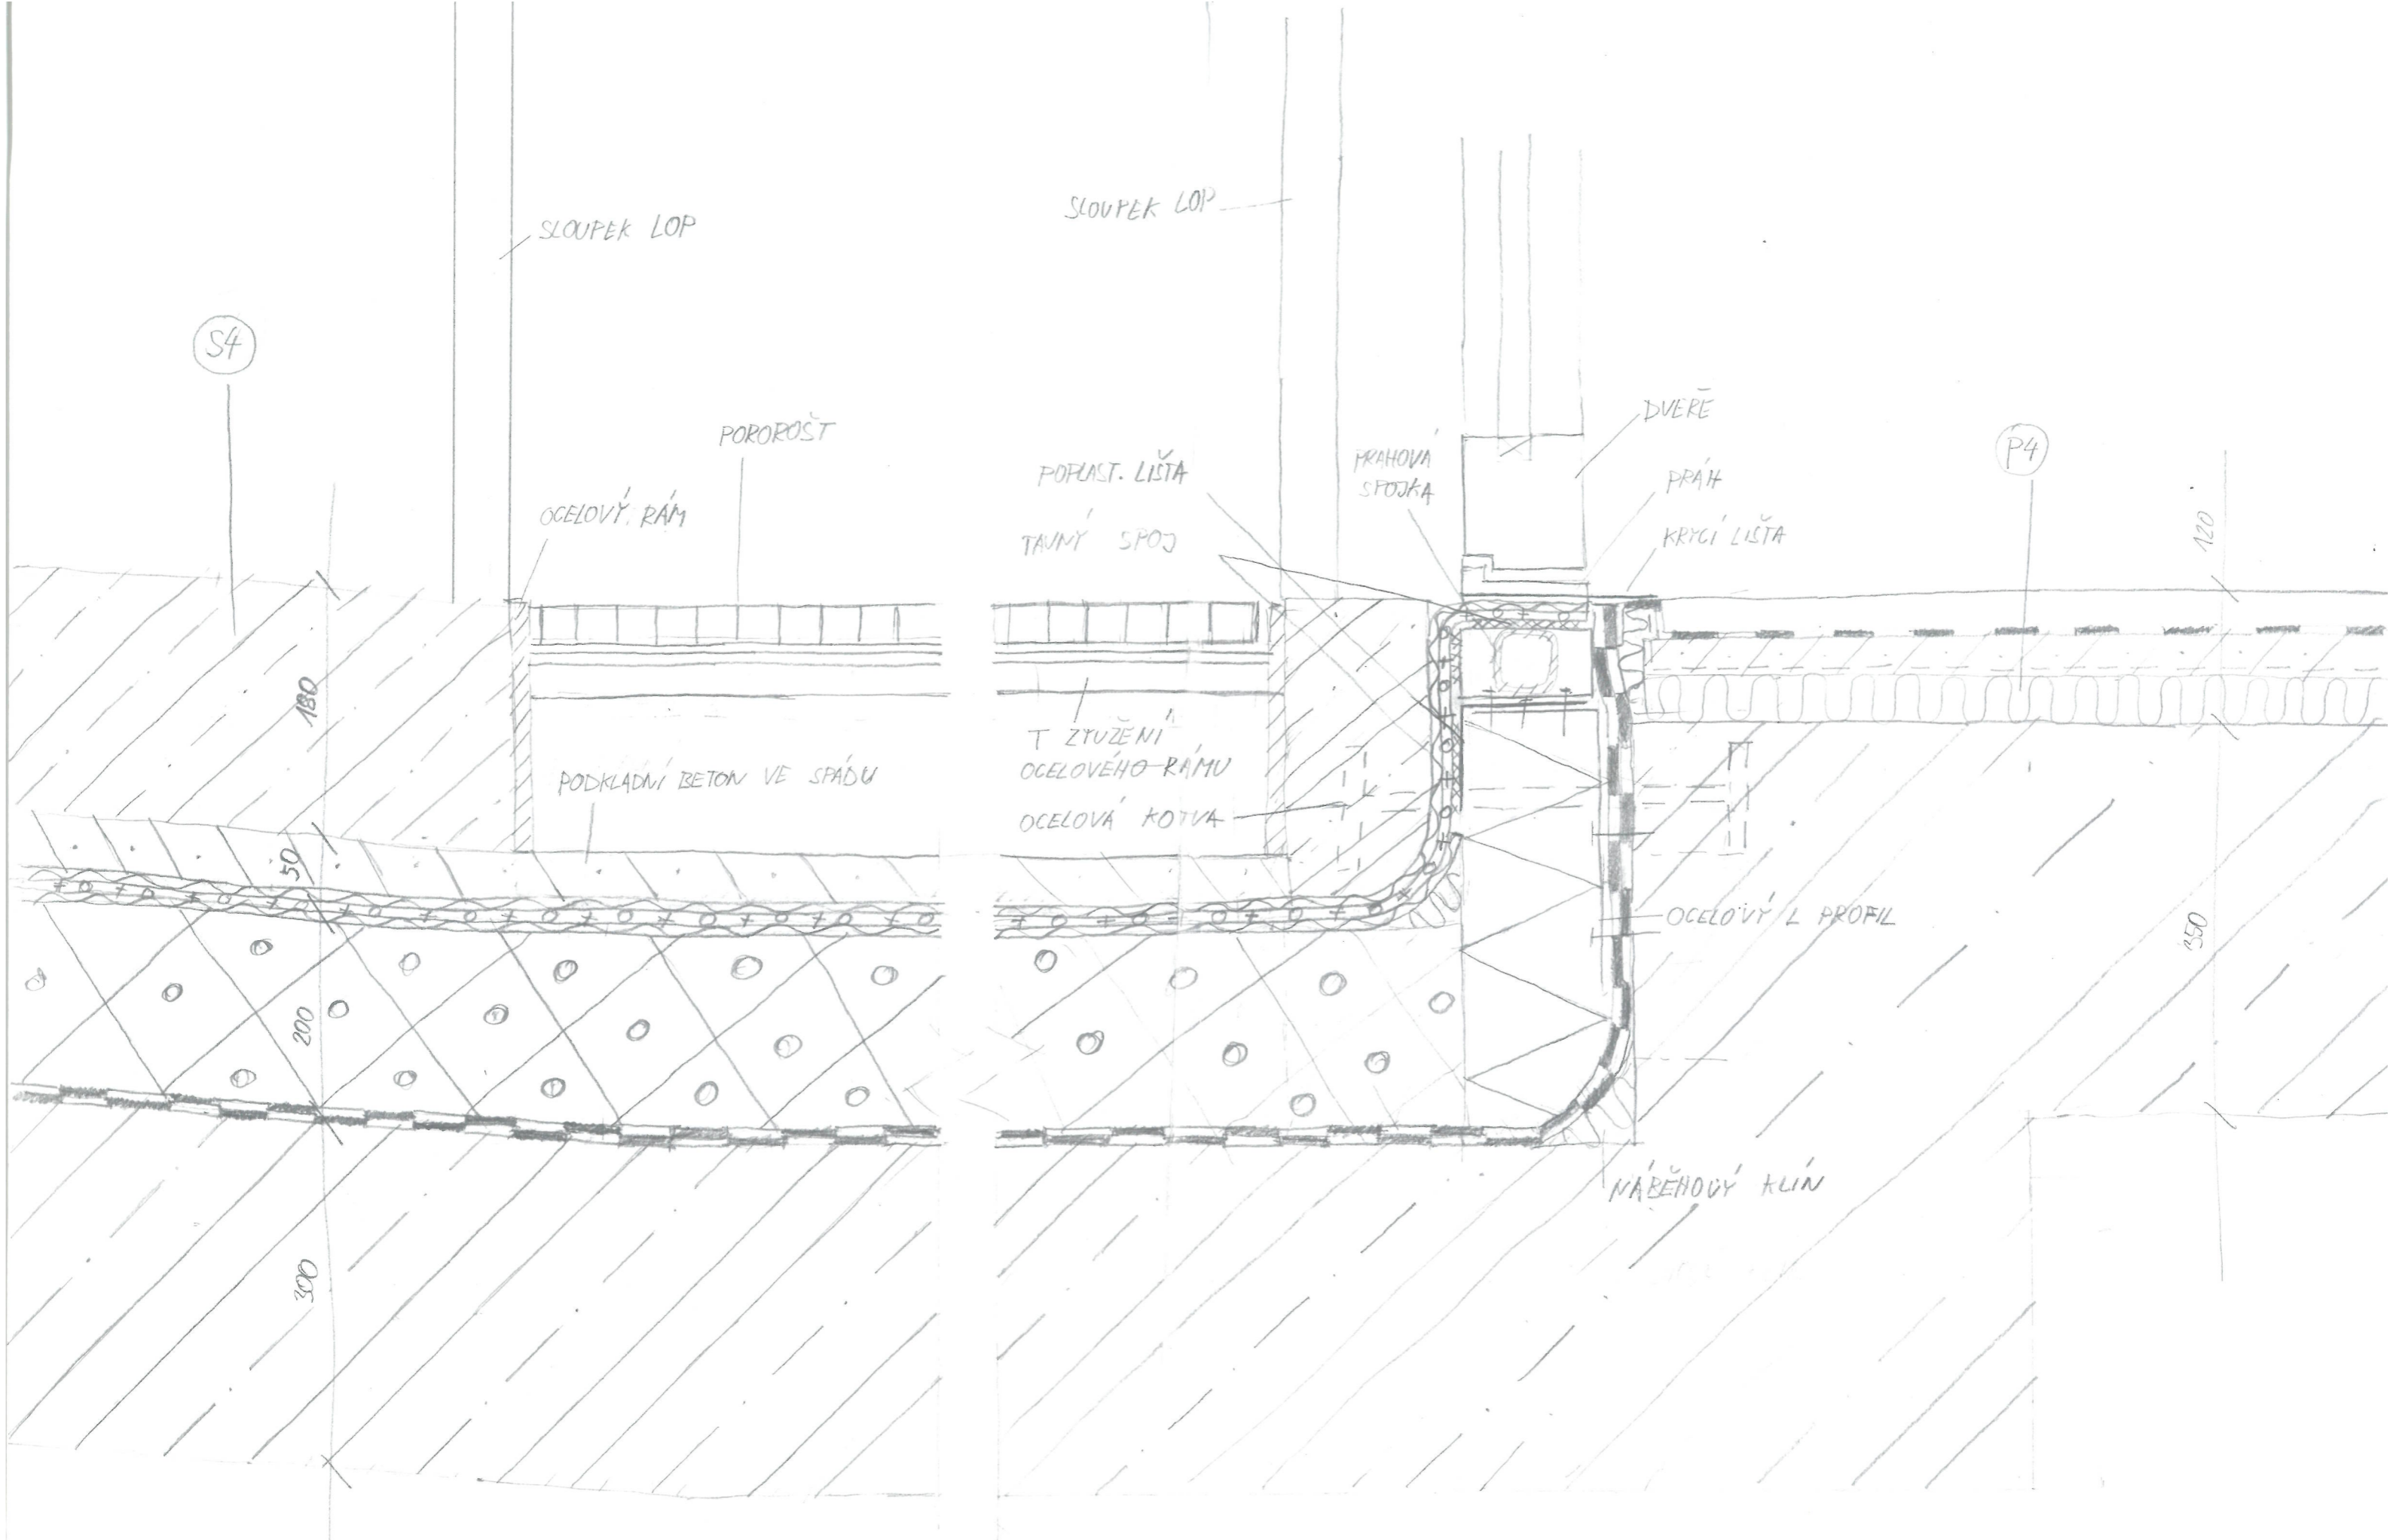 SLOUPEK LOP
SLOUPEK LOP
S4
POROROŠT
OCELOVÝ RÁM
POPLAST. LIŠTA
TAVNÝ SPOJ
PRAHOVÁ
SPOJKA
DVEŘE
PRÁH
KRYCÍ LIŠTA
P4
120
180
T ZTUŽENÍ
OCELOVÉHO RÁMU
PODKLADNÍ BETON VE SPÁDU
OCELOVÁ KOTVA
50
OCELOVÝ L PROFIL
350
200
NÁBĚHOVÝ KLÍN
300